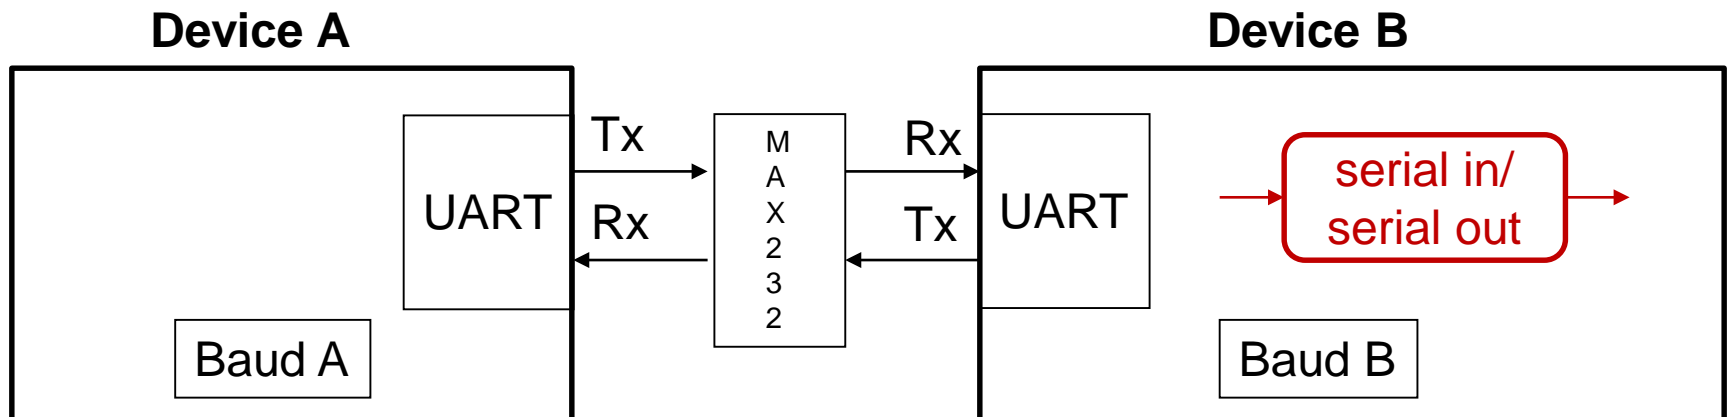 Device A
Device B
Tx
Rx
UART
M
A
X
2
3
2
Rx
Tx
UART
serial in/
serial out
Baud A
Baud B